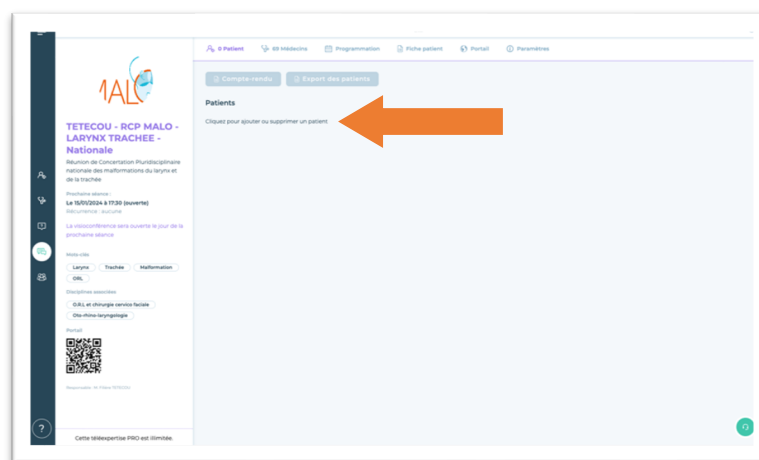 0 Patient
69 Médecins
Programmation
Fiche patient
Portail
Paramètres
MALO
Compte-rendu
Export des patients
Patients
Cliquez pour ajouter ou supprimer un patient
TETECOU - RCP MALO -
LARYNX TRACHEE -
Nationale
Réunion de Concertation Pluridisciplinaire
nationale des malformations du larynx et
de la trachée
Prochaine séance :
Le 15/01/2024 à 17:30 (ouverte)
Récurrence : aucune
La visioconférence sera ouverte le jour de la
prochaine séance
Mots-clés
Larynx
Trachée
Malformation
ORL
Disciplines associées
O.R.L et chirurgie cervico faciale
Oto-rhino-laryngologie
Portail
Responsable : M.
?
Cette téléexpertise PRO est illimitée.